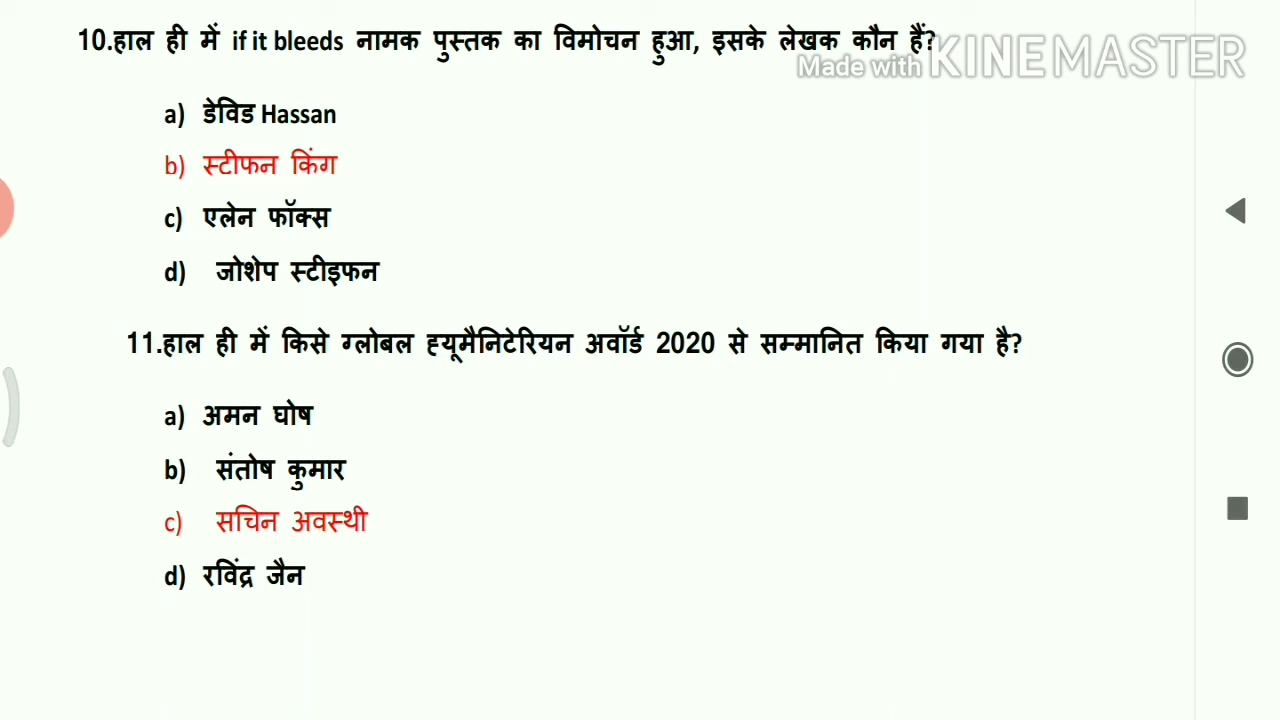 10.हाल ही में if it bleeds नामक पुस्तक का विमोचन हुआ, इसके लेखक कौन हैं?
Made with KINEMASTER
a) डेविड Hassan
b) स्टीफन किंग
c) एलेन फॉक्स
d) जोशेप स्टीइफन
11.हाल ही में किसे ग्लोबल ह्यूमैनिटेरियन अवॉर्ड 2020 से सम्मानित किया गया है?
a) अमन घोष
b) संतोष कुमार
c) सचिन अवस्थी
d) रविंद्र जैन